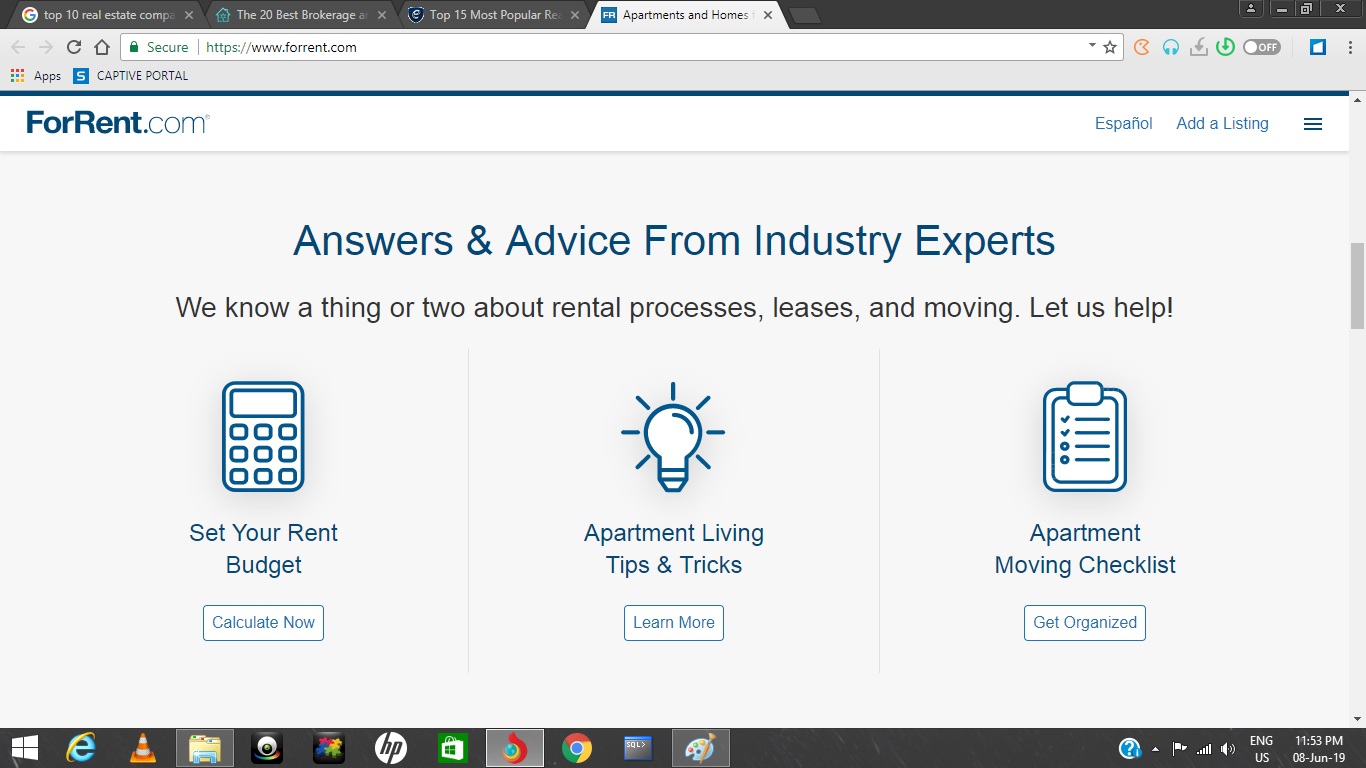 top 10 real estate compa
The 20 Best Brokerage a
Top 15 Most Popular Re
Apartments and Homes
Secure
https://www.forrent.com
OFF
Apps
S
CAPTIVE PORTAL
ForRent.com
Español
Add a Listing
Answers & Advice From Industry Experts
We know a thing or two about rental processes, leases, and moving. Let us help!
Set Your Rent
Budget
Calculate Now
Apartment Living
Tips & Tricks
Learn More
Apartment
Moving Checklist
Get Organized
hp
SQL>
ENG
US
11:53 PM
08-Jun-19